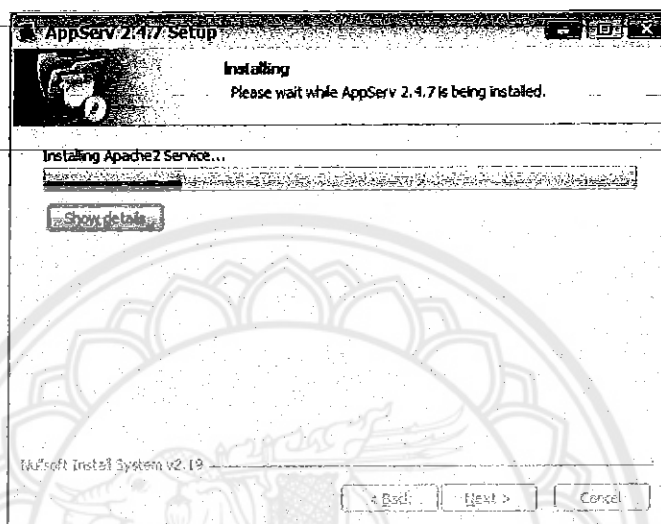 AppServ 2.4.7 Setup
Installing
Please wait while AppServ 2.4.7 is being installed.
Installing Apache2 Service...
Show details
Nullsoft Install System v2.19
< Back
Next >
Cancel